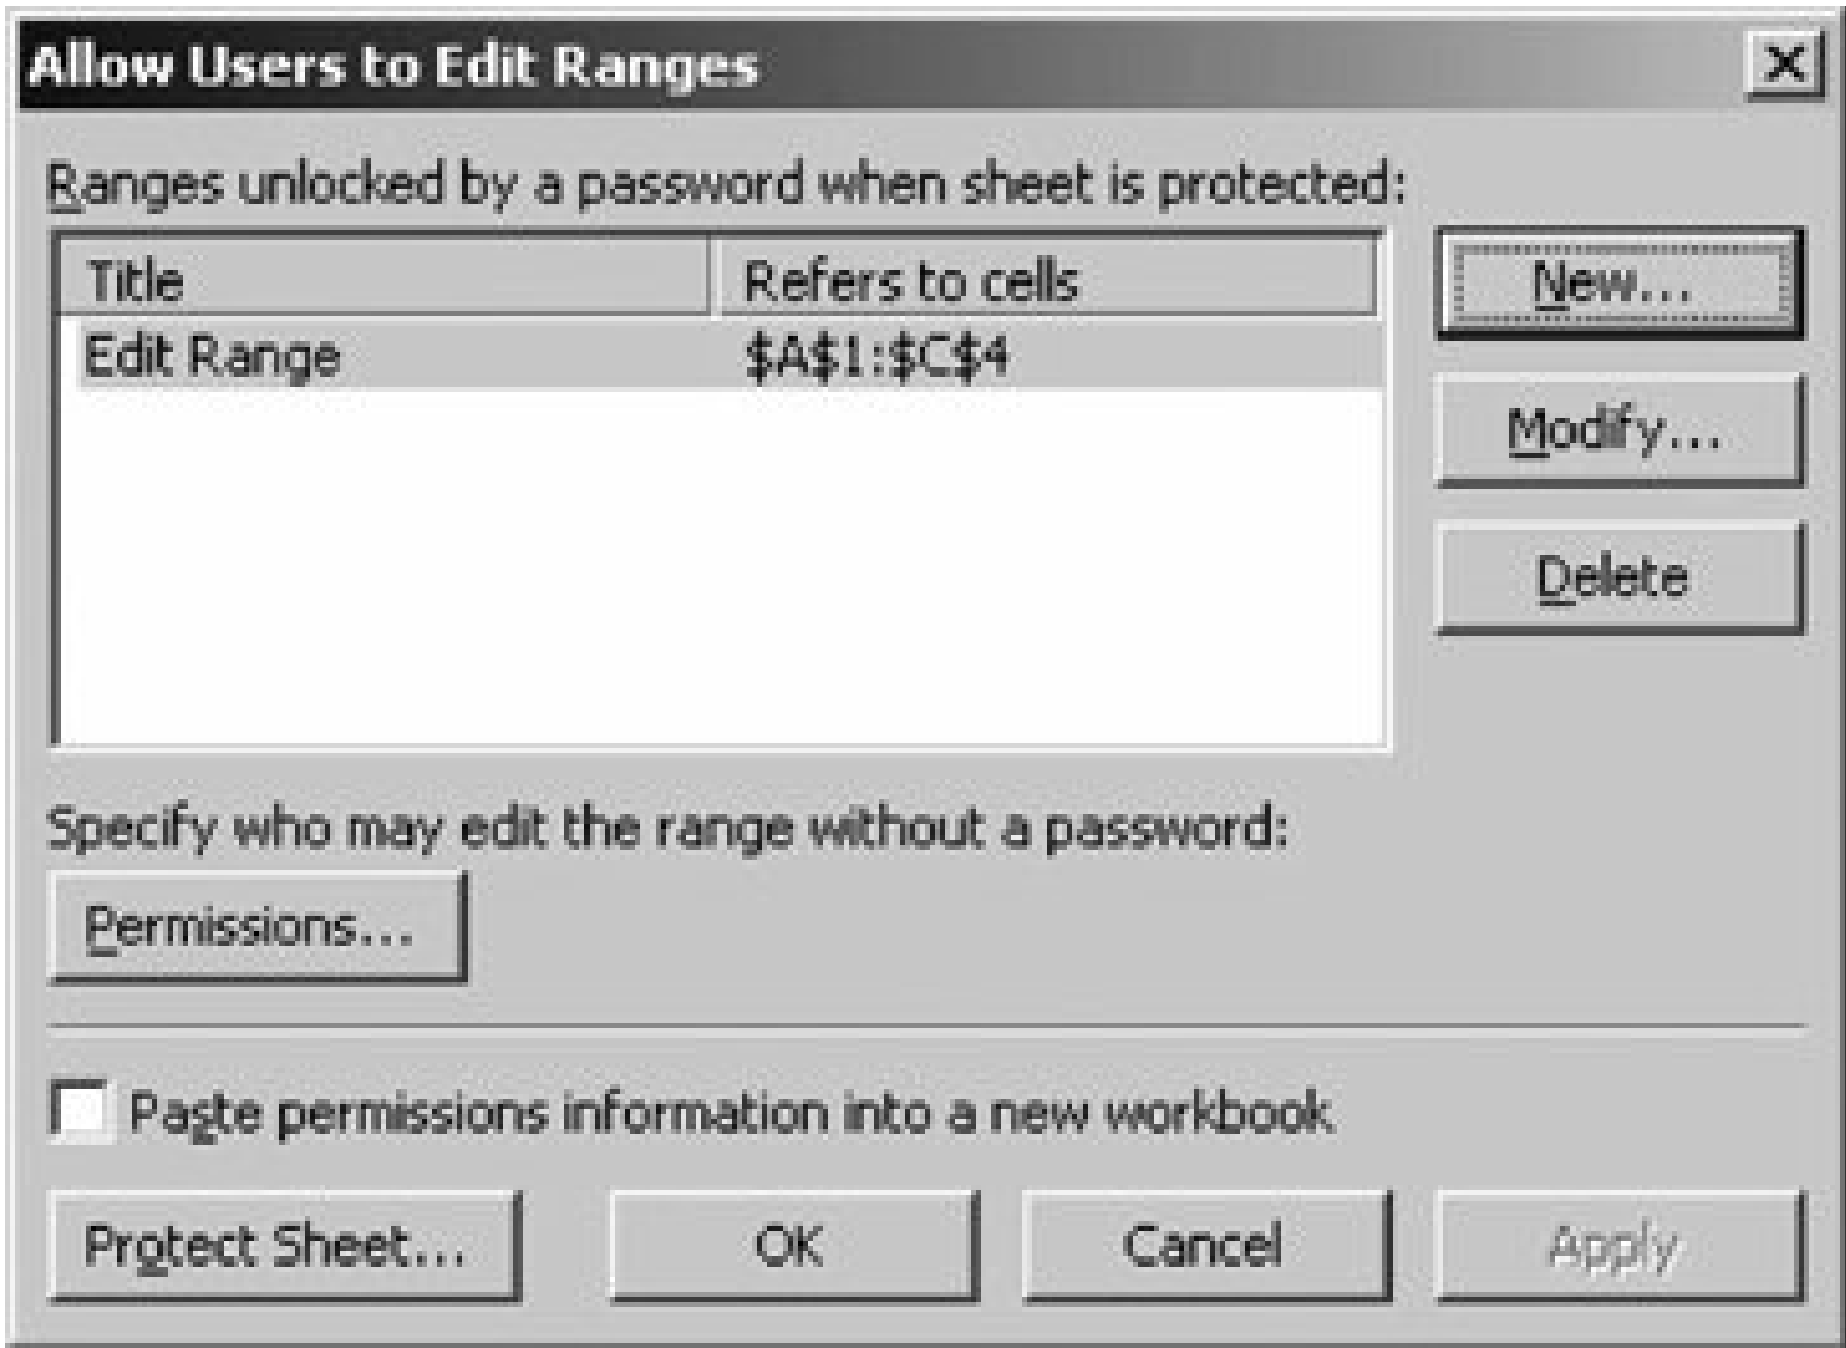 Allow Users to Edit Ranges
Ranges unlocked by a password when sheet is protected:
Title Refers to cells
Edit Range $A$1:$C$4
New...
Modify...
Delete
Specify who may edit the range without a password:
Permissions...
Paste permissions information into a new workbook
Protect Sheet... OK Cancel Apply